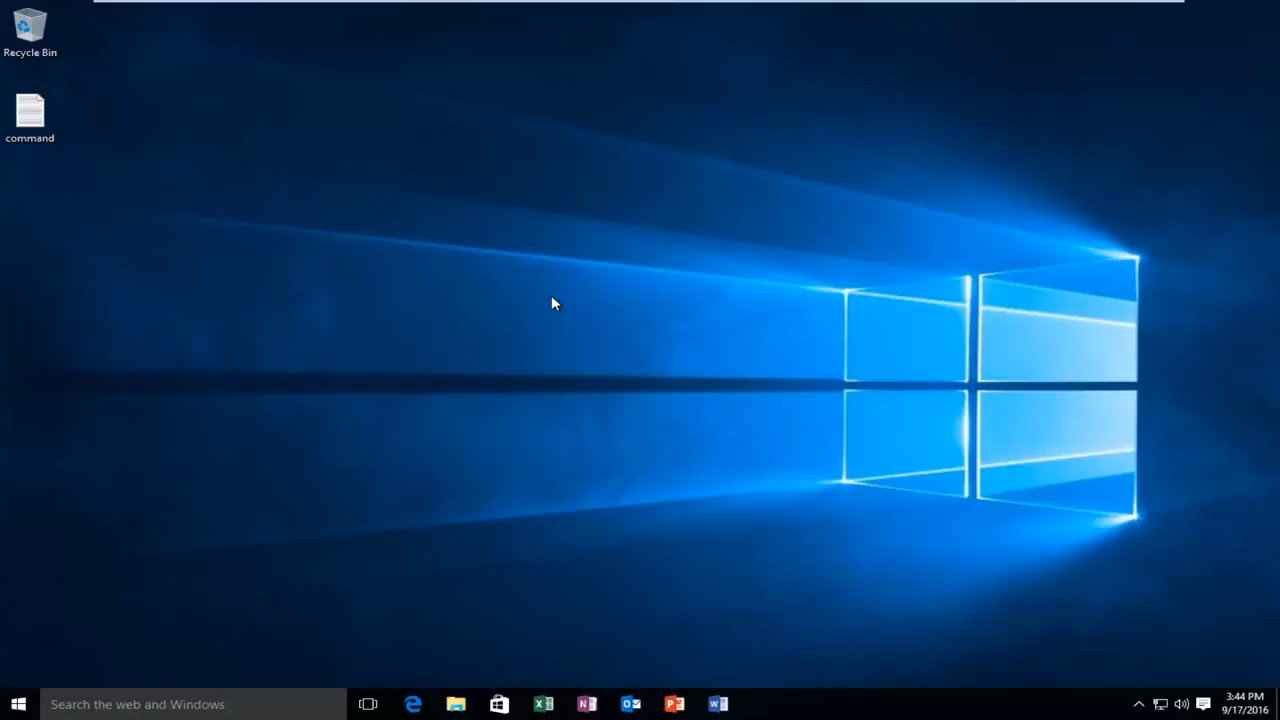 Recycle Bin
command
Search the web and Windows
3:44 PM
9/17/2016